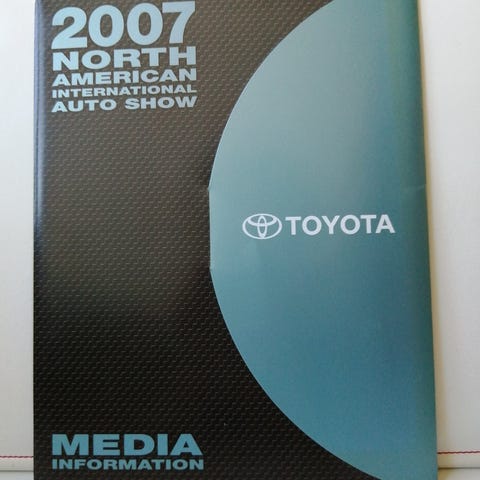 2007
NORTH
AMERICAN
INTERNATIONAL
AUTO SHOW
TOYOTA
MEDIA
INFORMATION